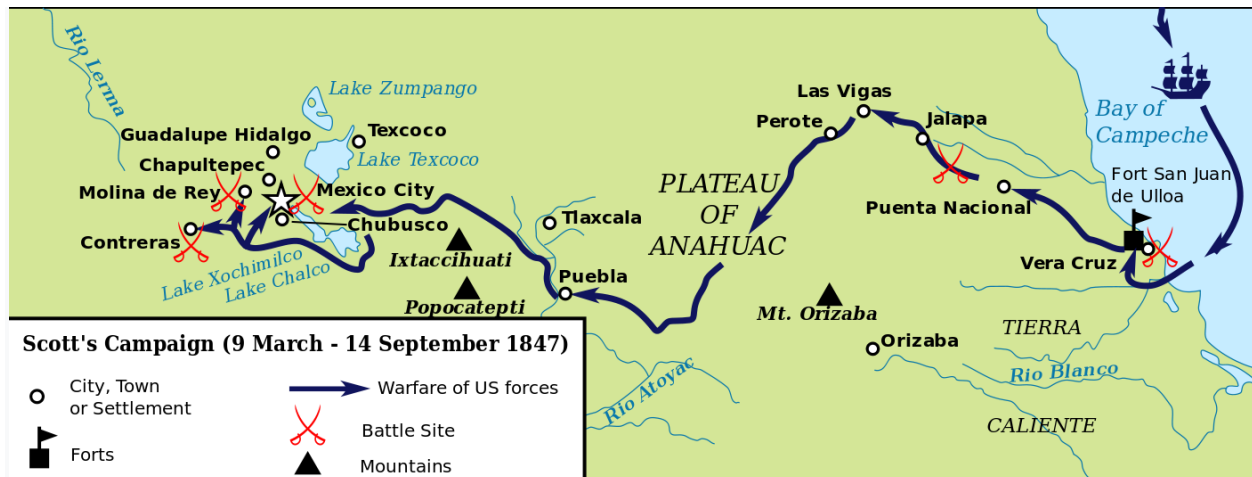 Rio Lerma
Lake Zumpango
Guadalupe Hidalgo
Texcoco
Chapultepec
Lake Texcoco
Molina de Rey
Mexico City
Chubusco
Contreras
Lake Xochimilco
Lake Chalco
Ixtaccihuati
Popocatepti
Tlaxcala
Puebla
PLATEAU
OF
ANAHUAC
Las Vigas
Perote
Jalapa
Bay of
Campeche
Fort San Juan
de Ulloa
Puenta Nacional
Vera Cruz
Mt. Orizaba
Orizaba
TIERRA
Rio Blanco
CALIENTE
Rio Atoyac
Scott's Campaign (9 March - 14 September 1847)
City, Town
or Settlement
Forts
Warfare of US forces
Battle Site
Mountains